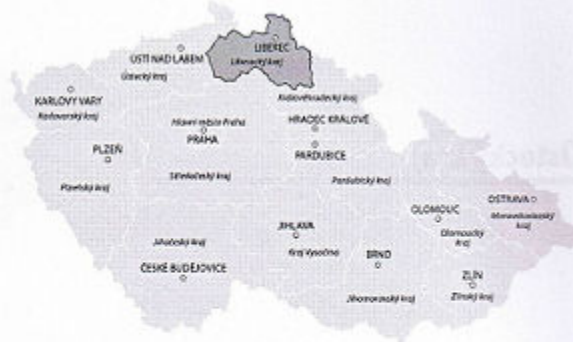 LIBEREC
Liberecký kraj
ÚSTÍ NAD LABEM
Ústecký kraj
KARLOVY VARY
Karlovarský kraj
Královéhradecký kraj
Hlavní město Praha
PRAHA
HRADEC KRÁLOVÉ
PARDUBICE
PLZEŇ
Plzeňský kraj
Středočeský kraj
Pardubický kraj
OSTRAVA
Moravskoslezský
kraj
OLOMOUC
Olomoucký
kraj
JIHLAVA
Kraj Vysočina
Jihočeský kraj
BRNO
ČESKÉ BUDĚJOVICE
ZLÍN
Zlínský kraj
Jihomoravský kraj